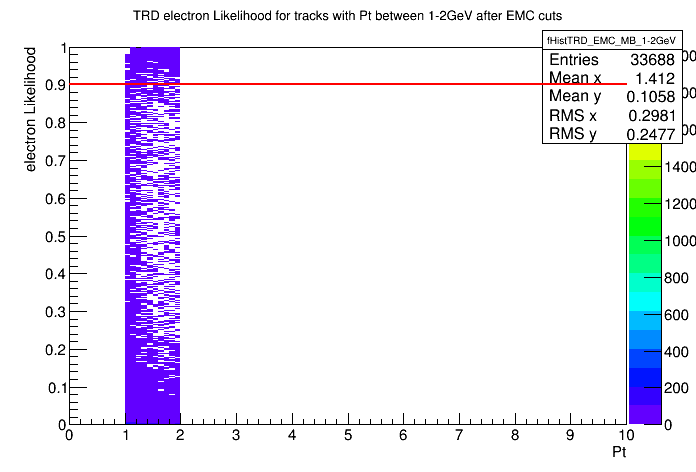 TRD electron Likelihood for tracks with Pt between 1-2GeV after EMC cuts
fHistTRD_EMC_MB_1-2GeV
Entries 33688
Mean x 1.412
Mean y 0.1058
RMS x 0.2981
RMS y 0.2477
electron Likelihood
1
0.9
0.8
0.7
0.6
0.5
0.4
0.3
0.2
0.1
0
0 1 2 3 4 5 6 7 8 9 10
Pt
1400
1200
1000
800
600
400
200
0